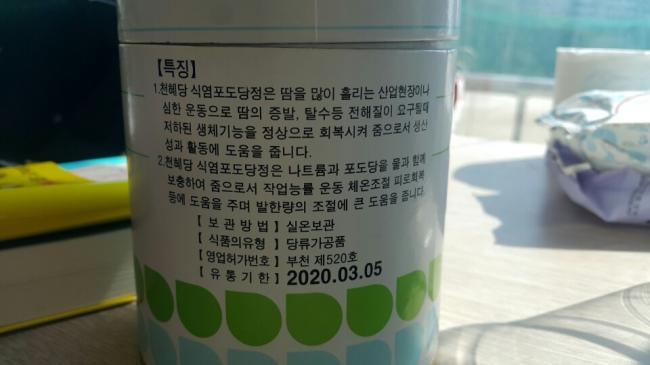 【특징】
1.천혜당 식염포도당정은 땀을 많이 흘리는 산업현장이나
심한 운동으로 땀의 증발, 탈수등 전해질이 요구될때
저하된 생체기능을 정상으로 회복시켜 줌으로서 생산
성과 활동에 도움을 줍니다.
2.천혜당 식염포도당정은 나트륨과 포도당을 물과 함께
보충하여 줌으로서 작업능률 운동 체온조절 피로회복
등에 도움을 주며 발한량의 조절에 큰 도움을 줍니다.
【 보 관 방 법 】 실온보관
【 식품의유형 】 당류가공품
【영업허가번호】 부천 제520호
【 유 통 기 한 】 2020.03.05